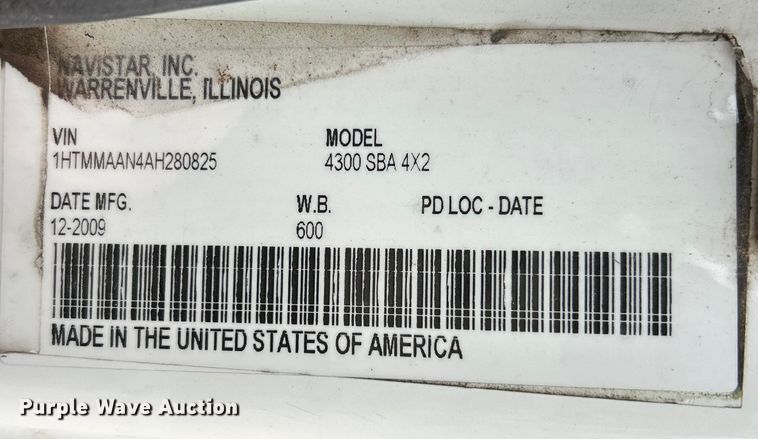 NAVISTAR, INC.
WARRENVILLE, ILLINOIS
VIN MODEL
1HTMMAAN4AH280825 4300 SBA 4X2
DATE MFG. W.B. PD LOC - DATE
12-2009 600
MADE IN THE UNITED STATES OF AMERICA
Purple Wave Auction